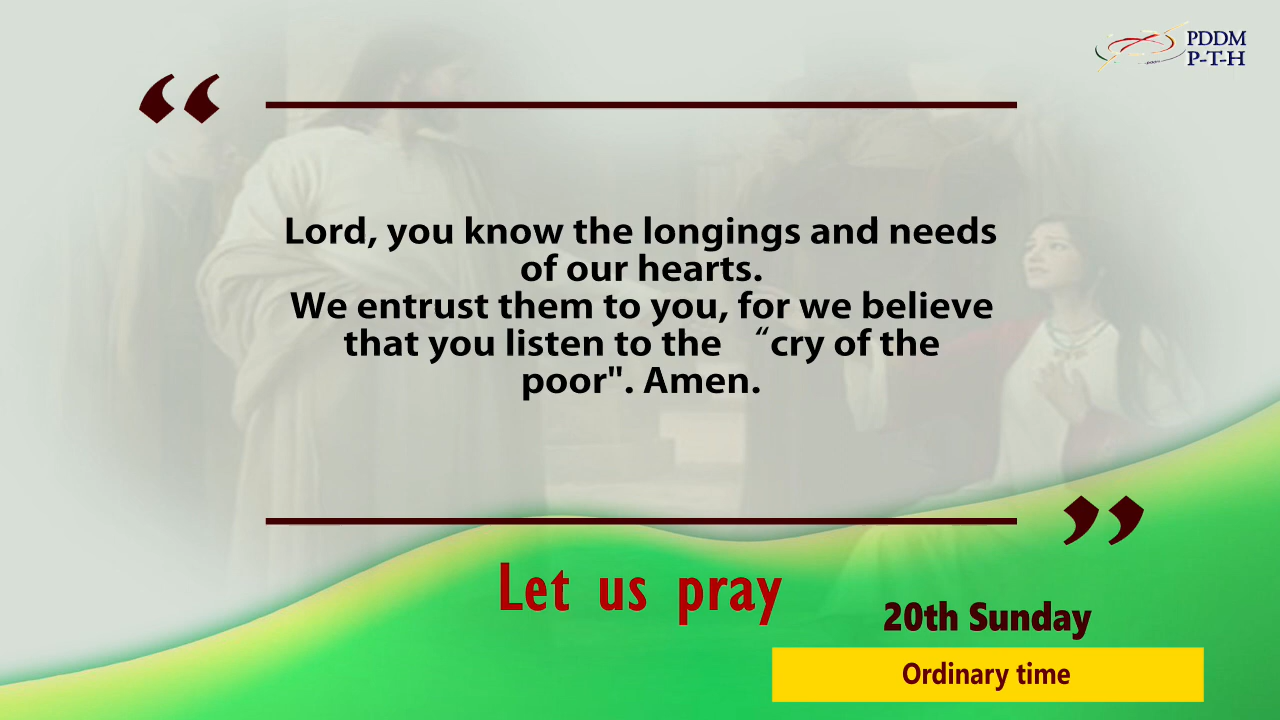 PDDM
P-T-H
“
Lord, you know the longings and needs
of our hearts.
We entrust them to you, for we believe
that you listen to the “cry of the
poor". Amen.
”
Let us pray
20th Sunday
Ordinary time